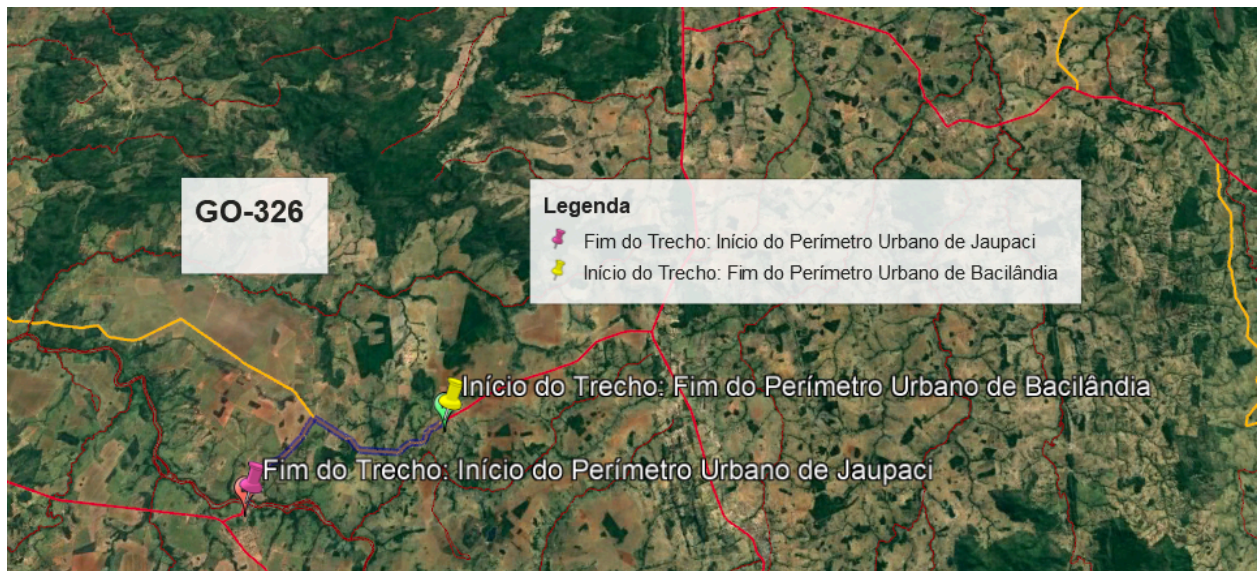 GO-326
Legenda
Fim do Trecho: Início do Perímetro Urbano de Jaupaci
Início do Trecho: Fim do Perímetro Urbano de Bacilândia
Início do Trecho: Fim do Perímetro Urbano de Bacilândia
Fim do Trecho: Início do Perímetro Urbano de Jaupaci